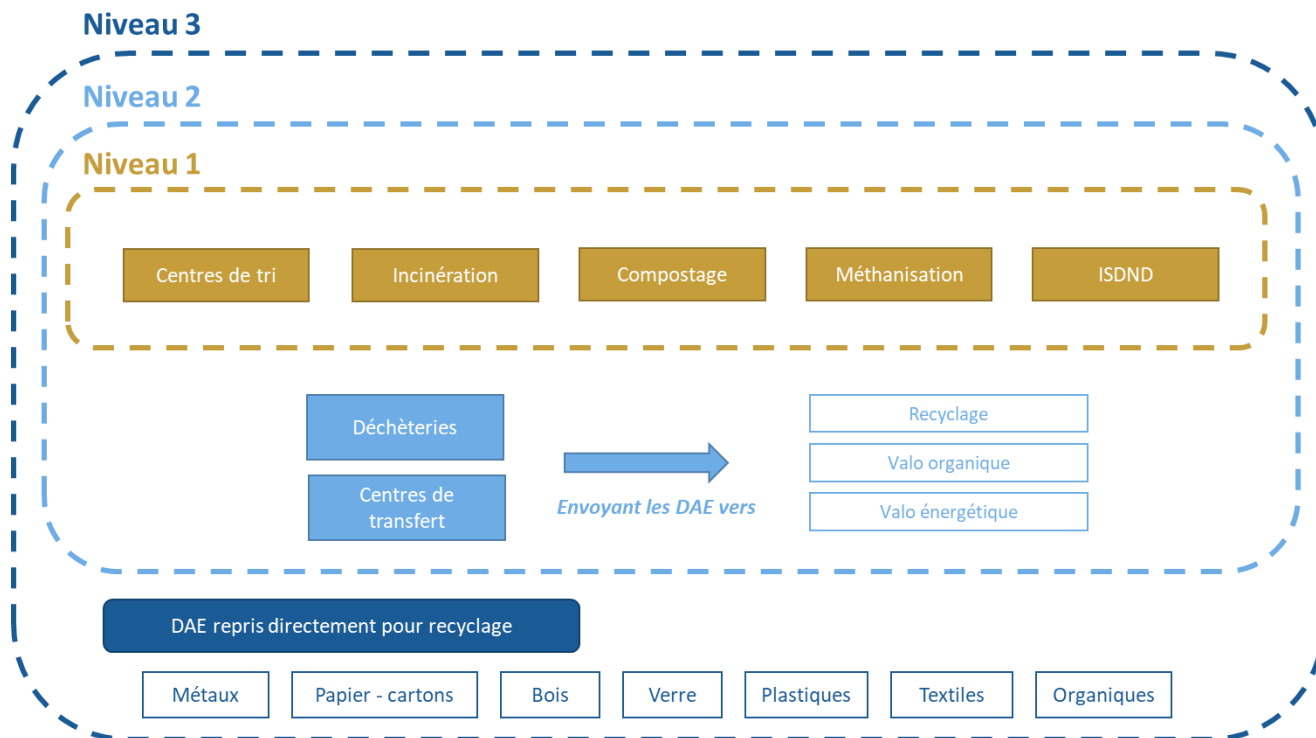 Niveau 3
Niveau 2
Niveau 1
Centres de tri
Incinération
Compostage
Méthanisation
ISDND
Déchèteries
Centres de
transfert
Envoyant les DAE vers
Recyclage
Valo organique
Valo énergétique
DAE repris directement pour recyclage
Métaux
Papier - cartons
Bois
Verre
Plastiques
Textiles
Organiques